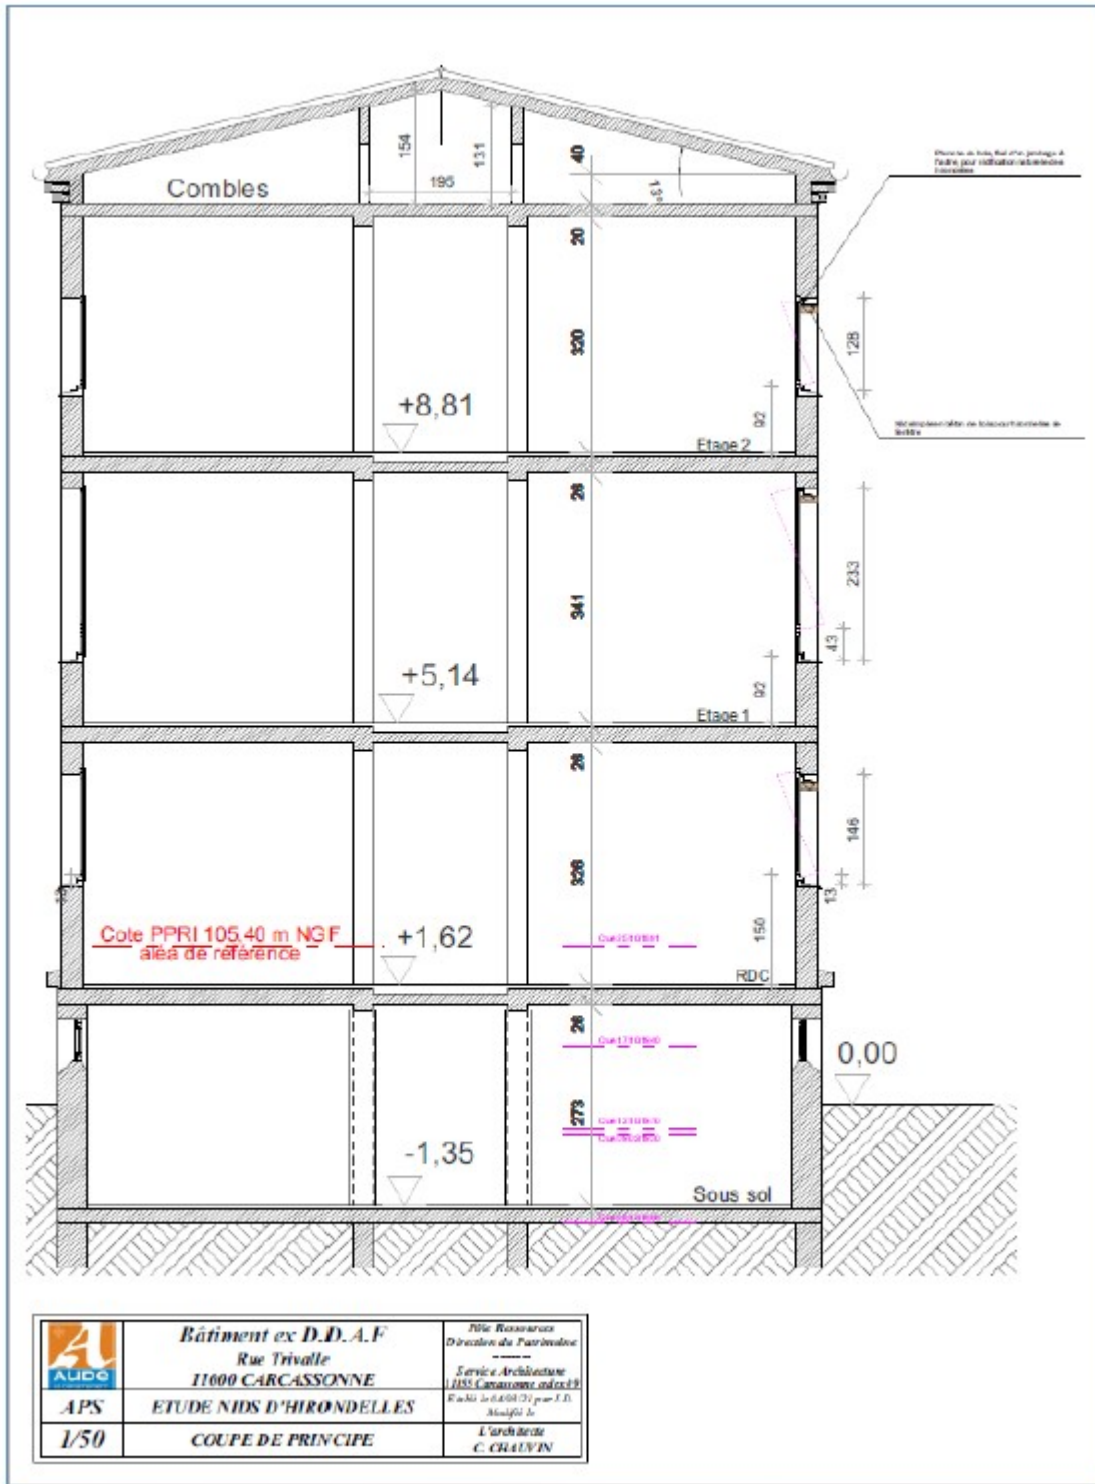 154
131
40
Combles
195
13°
20
320
128
+8,81
92
Etage 2
26
233
341
43
+5,14
92
Etage 1
26
146
326
13
Cote PPRI 105,40 m NGF
aléa de référence
+1,62
150
RDC
26
0,00
273
-1,35
Sous sol
AUDE
Bâtiment ex D.D.A.F
Rue Trivalle
11000 CARCASSONNE
Pôle Ressources
Direction du Patrimoine
Service Architecture
APS
ETUDE NIDS D'HIRONDELLES
Modifié le
1/50
COUPE DE PRINCIPE
L'architecte
C. CHAUVIN